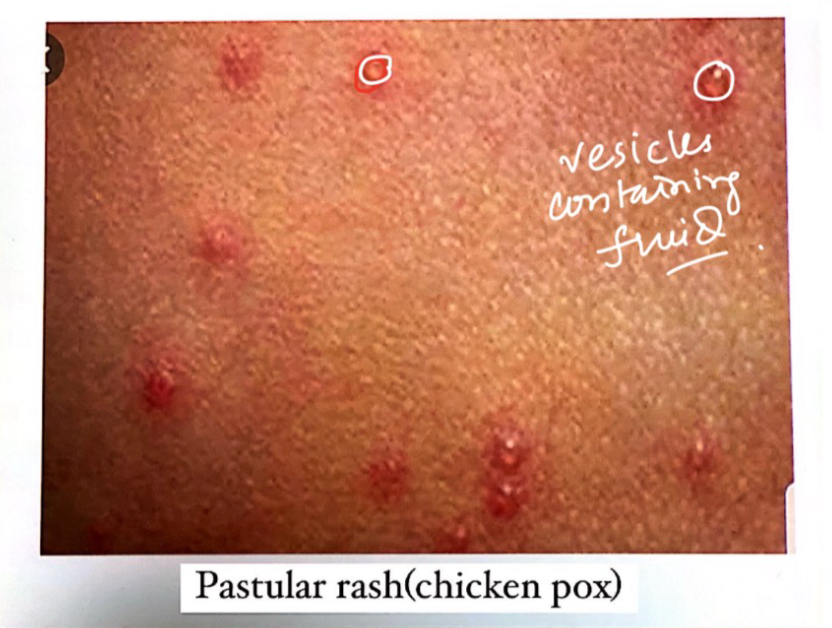 vesicles
containing
fluid.
Pastular rash(chicken pox)